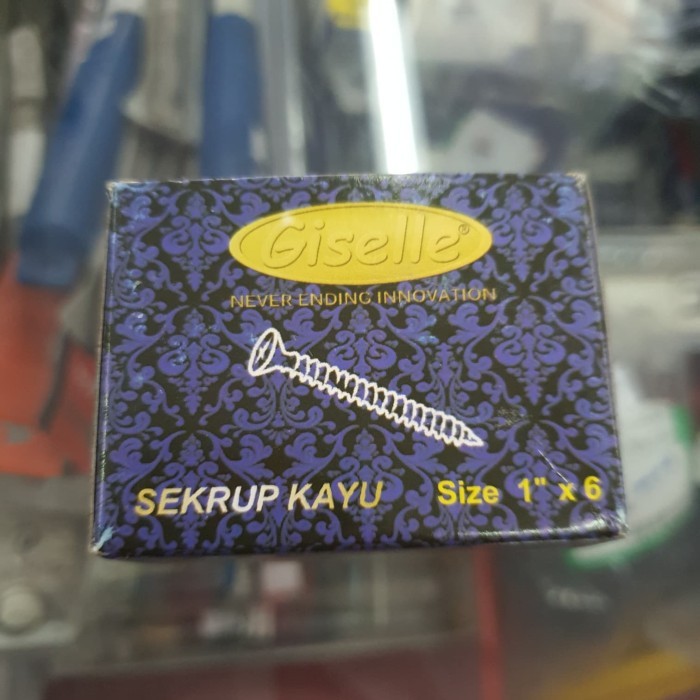 Giselle®
NEVER ENDING INNOVATION
SEKRUP KAYU Size 1" x 6